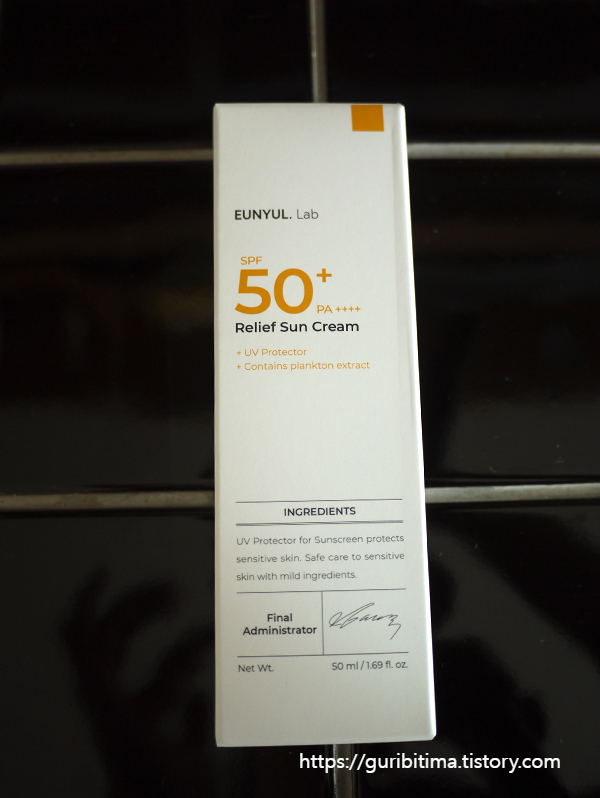 EUNYUL. Lab
SPF
50+
PA ++++
Relief Sun Cream
+ UV Protector
+ Contains plankton extract
INGREDIENTS
UV Protector for Sunscreen protects
sensitive skin. Safe care to sensitive
skin with mild ingredients.
Final
Administrator
Net Wt. 50 ml / 1.69 fl. oz.
https://guribitima.tistory.com